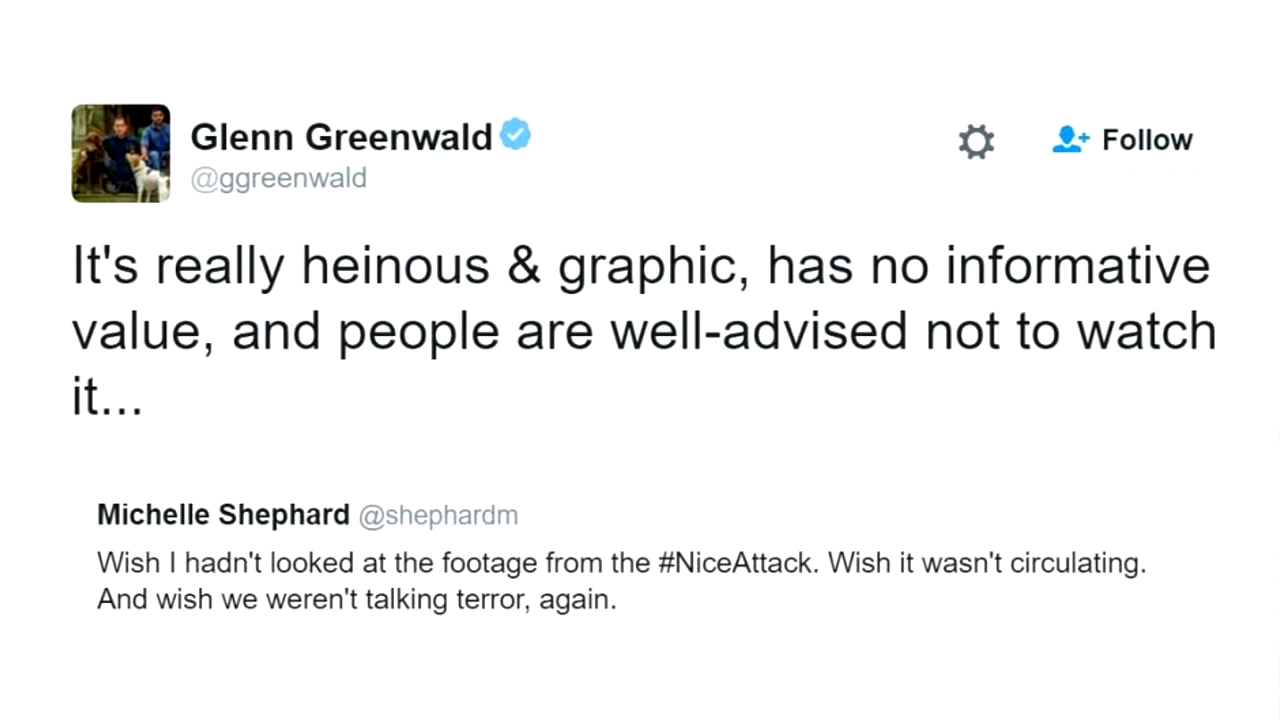 Glenn Greenwald
@ggreenwald
Follow
It's really heinous & graphic, has no informative
value, and people are well-advised not to watch
it...
Michelle Shephard @shephardm
Wish I hadn't looked at the footage from the #NiceAttack. Wish it wasn't circulating.
And wish we weren't talking terror, again.